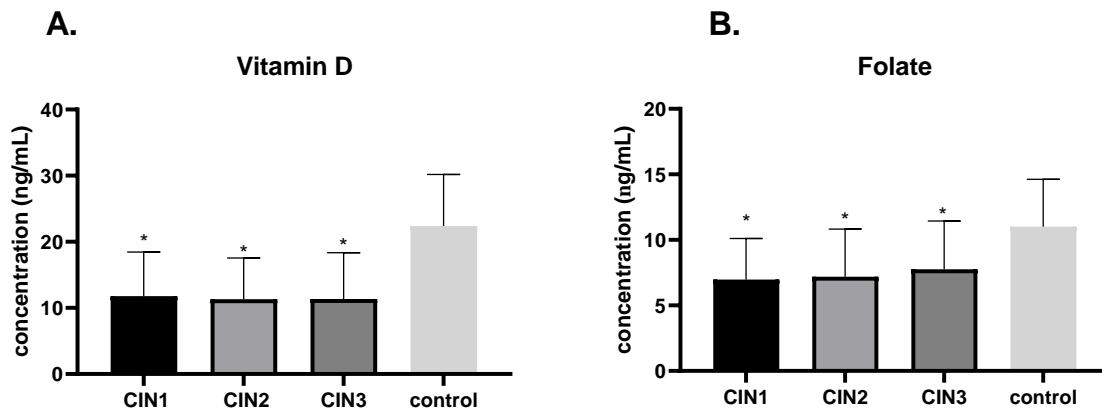 A.
Vitamin D
concentration (ng/mL)
40
30
20
10
0
*
*
*
CIN1 CIN2 CIN3 control
B.
Folate
concentration (ng/mL)
20
15
10
5
0
*
*
*
CIN1 CIN2 CIN3 control